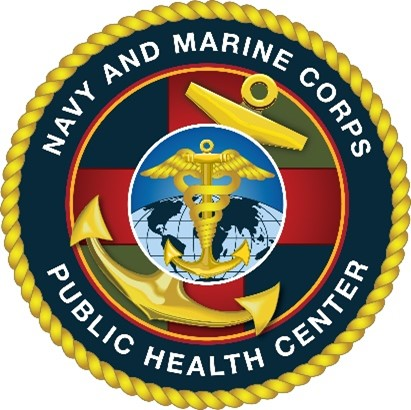 NAVY AND MARINE CORPS
PUBLIC HEALTH CENTER